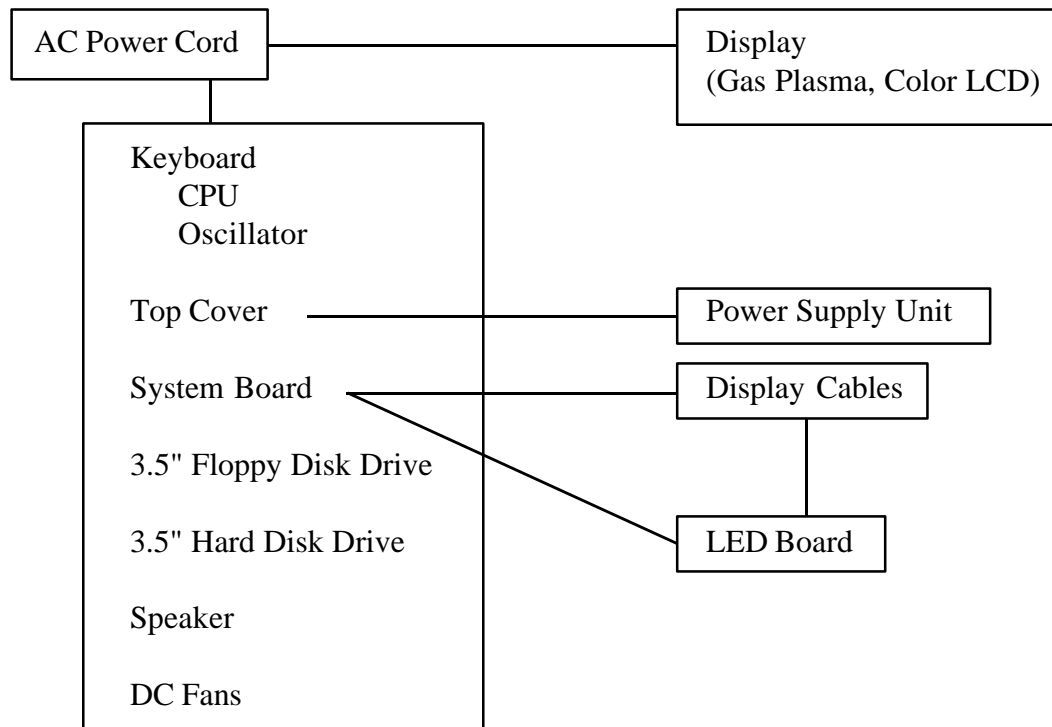 AC Power Cord
Display
(Gas Plasma, Color LCD)
Keyboard
CPU
Oscillator
Top Cover
Power Supply Unit
System Board
Display Cables
3.5" Floppy Disk Drive
3.5" Hard Disk Drive
LED Board
Speaker
DC Fans